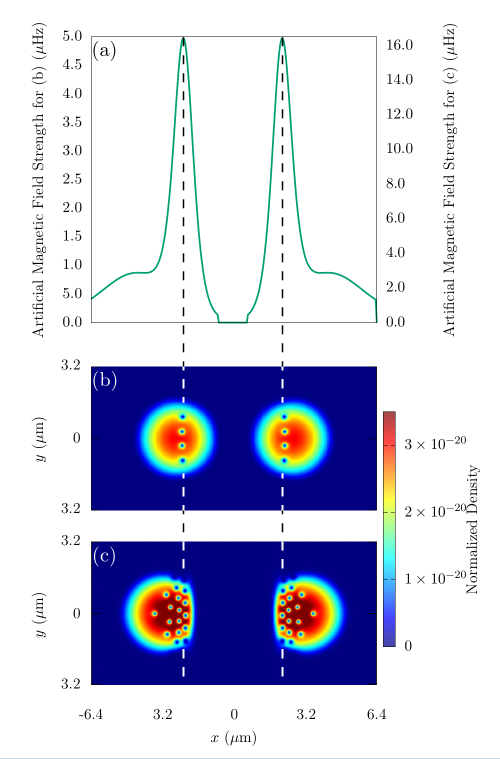 Artificial Magnetic Field Strength for (b) (μHz)
5.0
4.5
4.0
3.5
3.0
2.5
2.0
1.5
1.0
5.0
0.0
(a)
16.0
14.0
12.0
10.0
8.0
6.0
4.0
2.0
0.0
Artificial Magnetic Field Strength for (c) (μHz)
3.2
y (μm)
0
3.2
(b)
3.2
y (μm)
0
3.2
(c)
3 × 10⁻²⁰
2 × 10⁻²⁰
1 × 10⁻²⁰
0
Normalized Density
-6.4 3.2 0 3.2 6.4
x (μm)